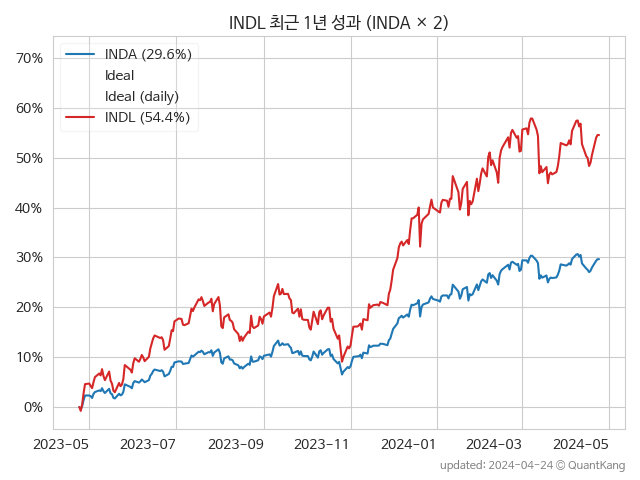 INDL 최근 1년 성과 (INDA × 2)
70%
60%
50%
40%
30%
20%
10%
0%
INDA (29.6%)
Ideal
Ideal (daily)
INDL (54.4%)
2023-05
2023-07
2023-09
2023-11
2024-01
2024-03
2024-05
updated: 2024-04-24 © QuantKang